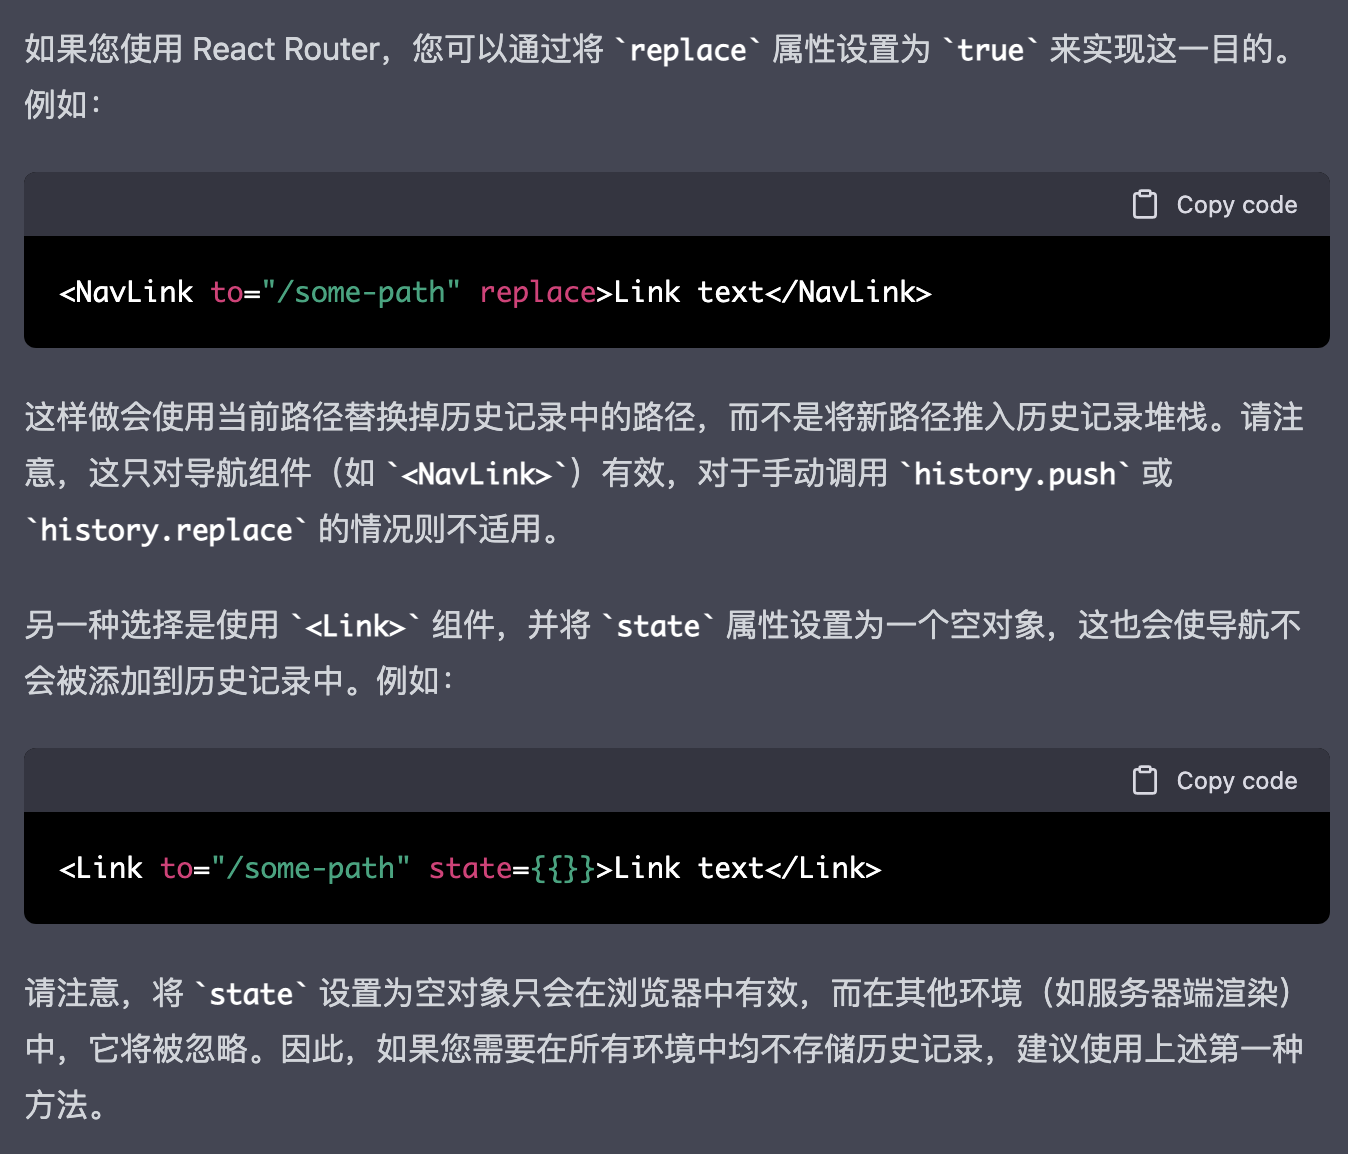 如果您使用 React Router，您可以通过将 `replace` 属性设置为 `true` 来实现这一目的。
例如：
Copy code
<NavLink to="/some-path" replace>Link text</NavLink>
这样做会使用当前路径替换掉历史记录中的路径，而不是将新路径推入历史记录堆栈。请注
意，这只对导航组件（如 `<NavLink>`）有效，对于手动调用 `history.push` 或
`history.replace` 的情况则不适用。
另一种选择是使用 `<Link>` 组件，并将 `state` 属性设置为一个空对象，这也会使导航不
会被添加到历史记录中。例如：
Copy code
<Link to="/some-path" state={{}}>Link text</Link>
请注意，将 `state` 设置为空对象只会在浏览器中有效，而在其他环境（如服务器端渲染）
中，它将被忽略。因此，如果您需要在所有环境中均不存储历史记录，建议使用上述第一种
方法。